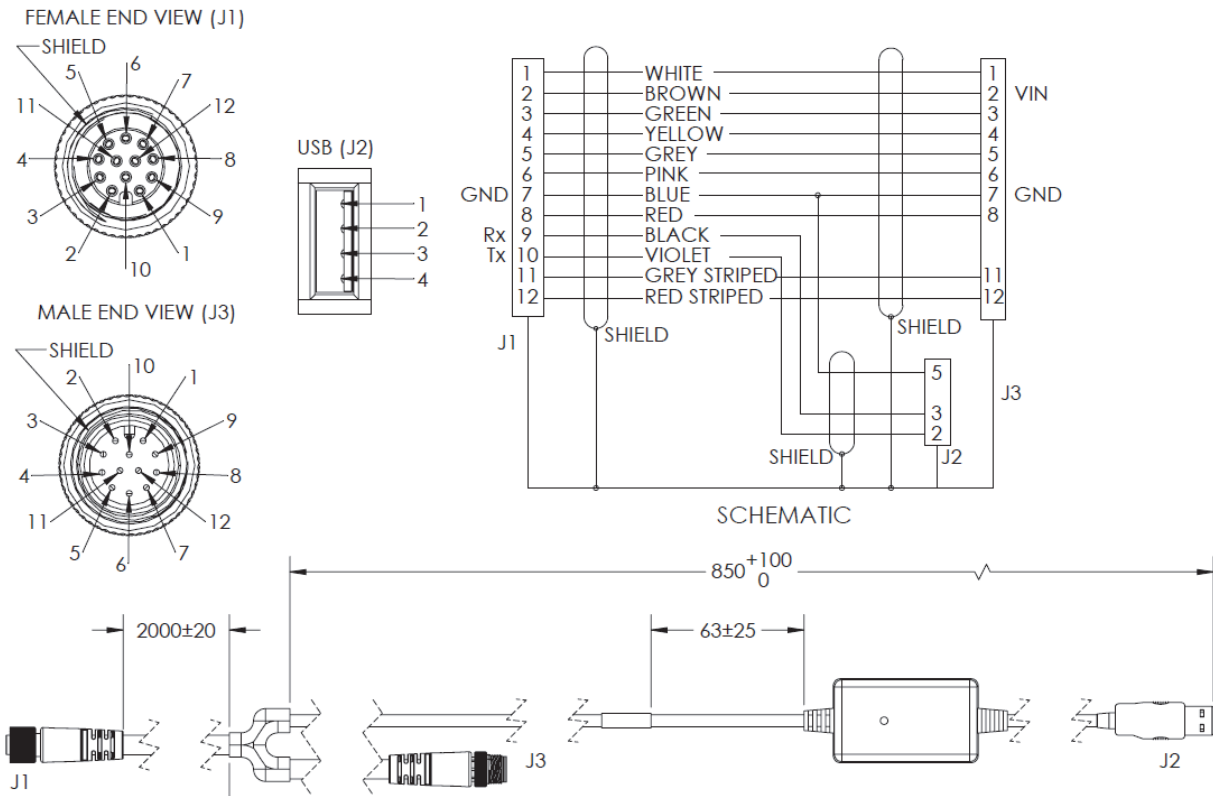 FEMALE END VIEW (J1)
SHIELD
5
6
7
11
12
4
8
3
9
2
10
1
MALE END VIEW (J3)
SHIELD
2
10
1
3
9
4
8
11
12
5
6
7
USB (J2)
1
2
3
4
1 WHITE 1
2 BROWN 2 VIN
3 GREEN 3
4 YELLOW 4
5 GREY 5
6 PINK 6
GND 7 BLUE 7 GND
8 RED 8
Rx 9 BLACK
Tx 10 VIOLET
11 GREY STRIPED 11
12 RED STRIPED 12
J1
SHIELD
SHIELD
J3
5
3
2
SHIELD
J2
SCHEMATIC
850 +100 0
2000±20
63±25
J1
J3
J2